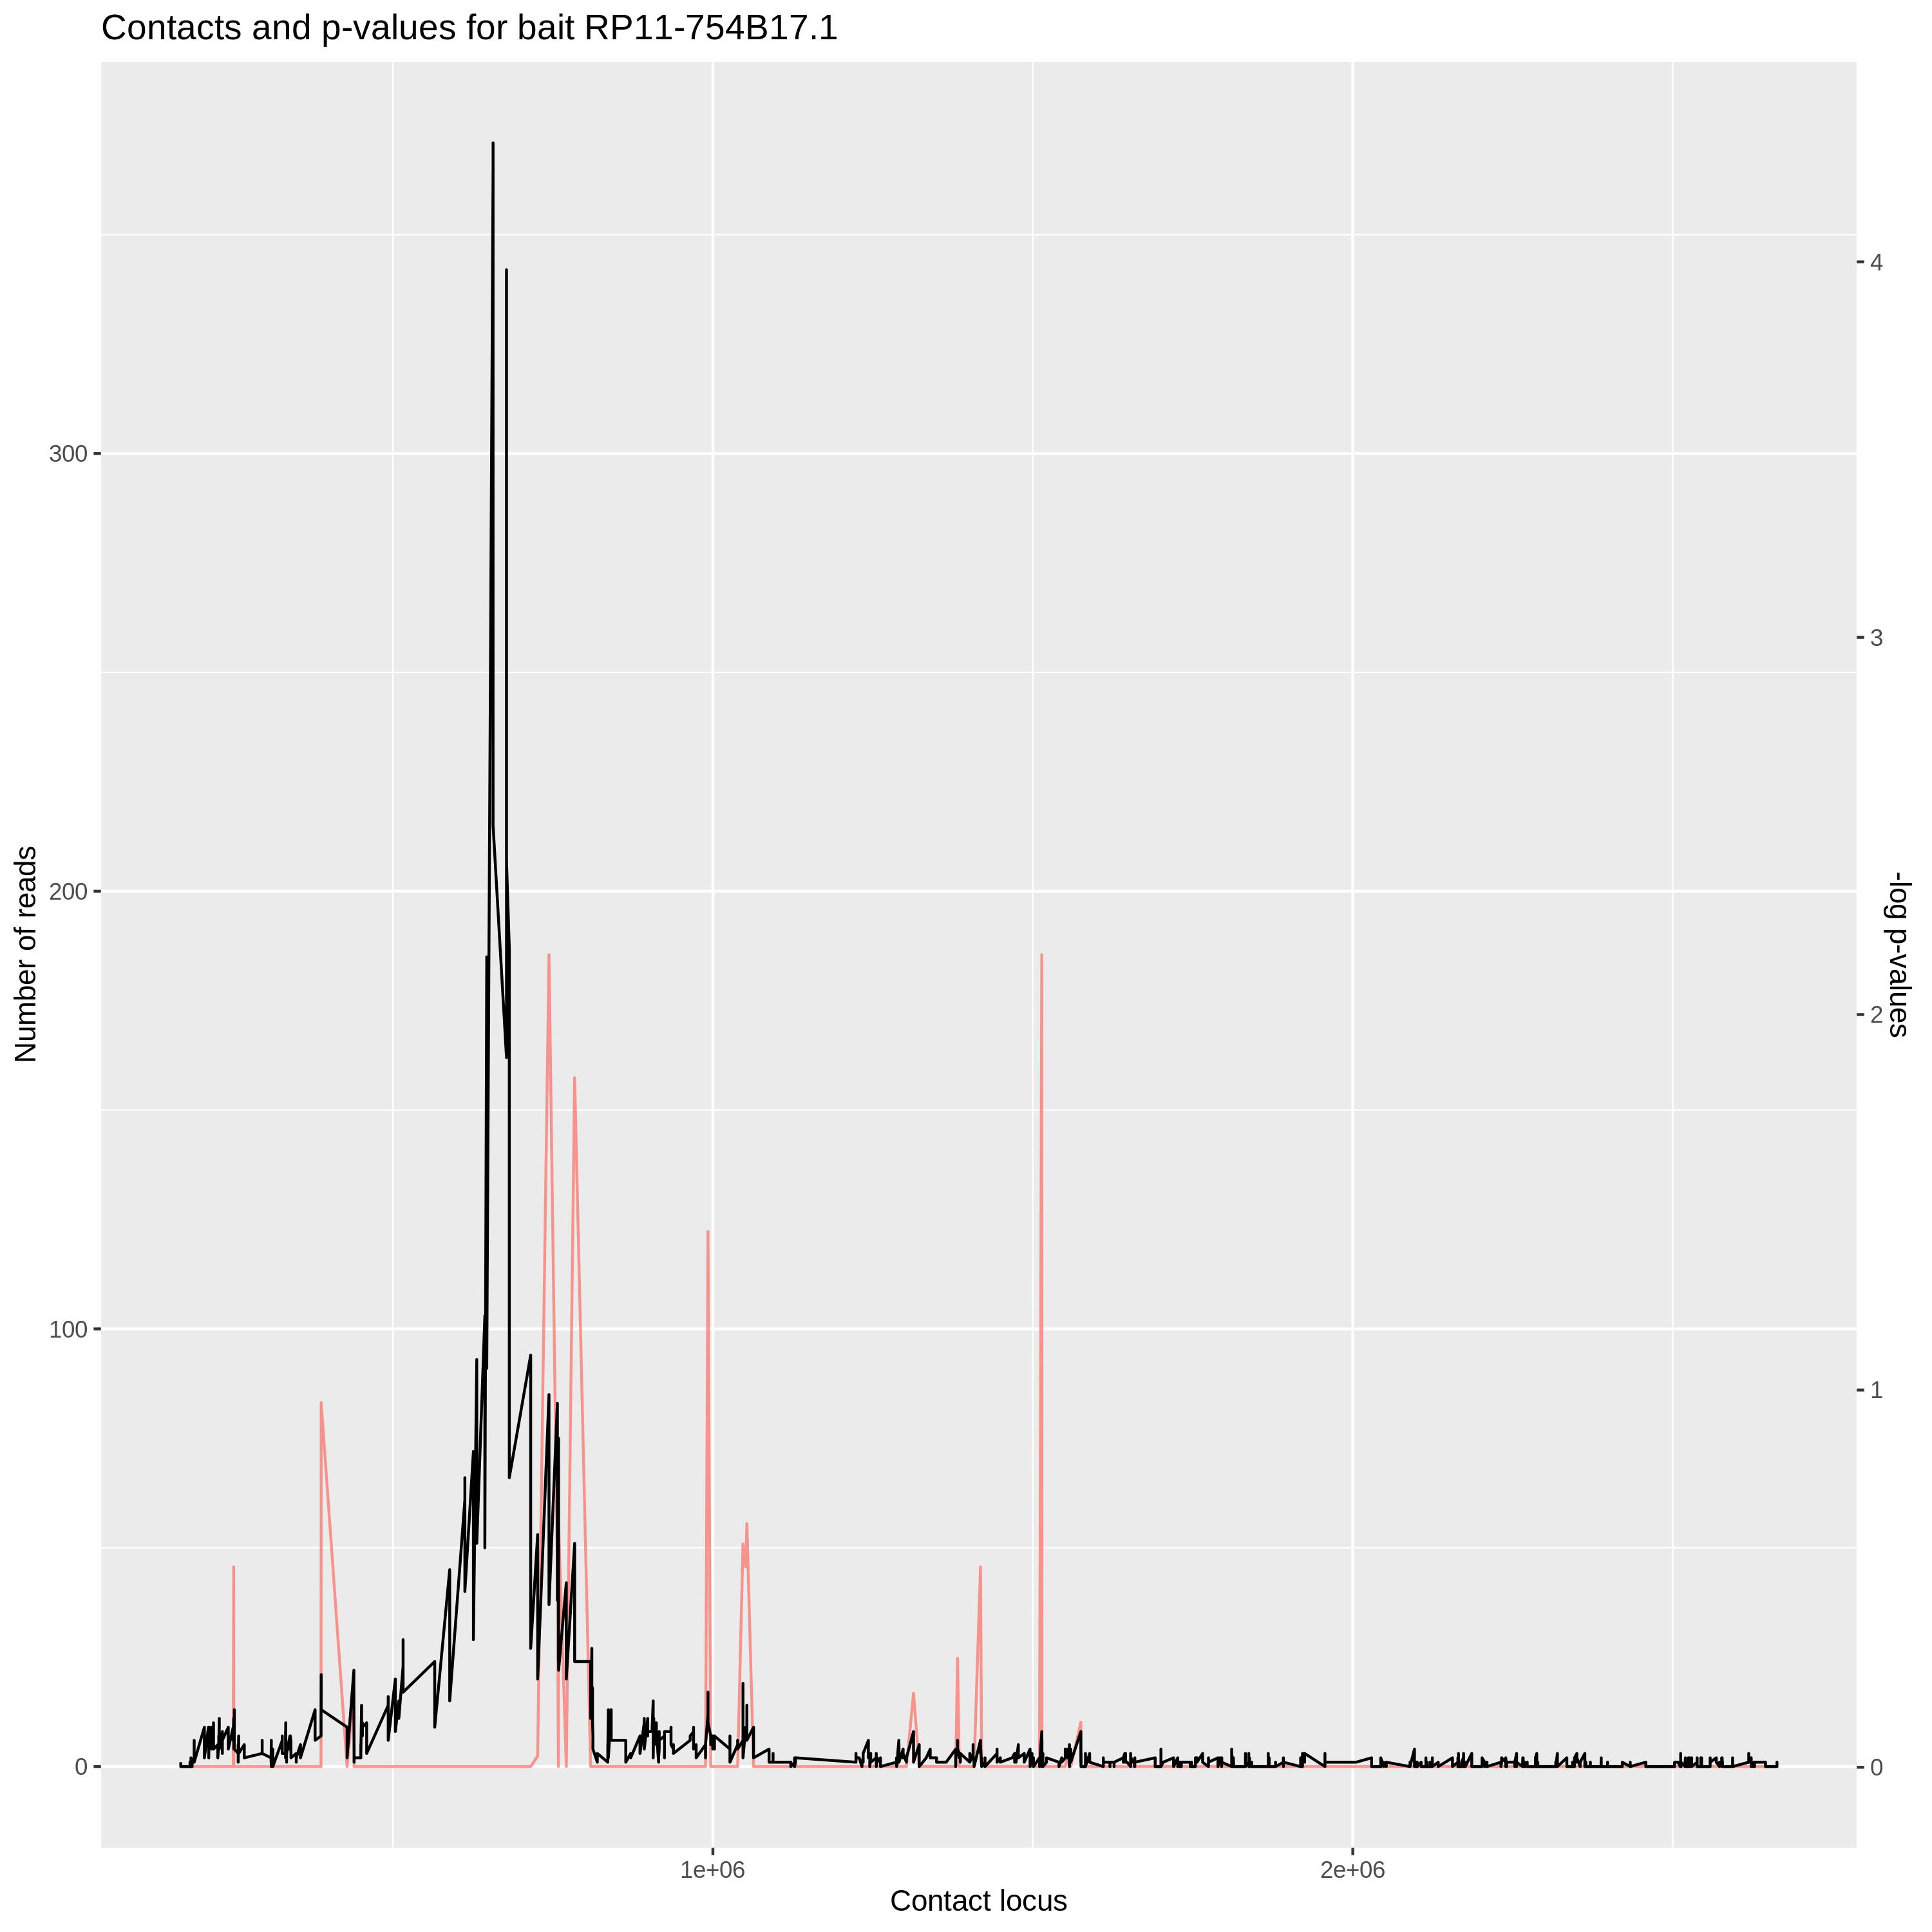 Contacts and p-values for bait RP11-754B17.1
Number of reads
300
200
100
0
4
3
2
1
0
-log p-values
1e+06
2e+06
Contact locus